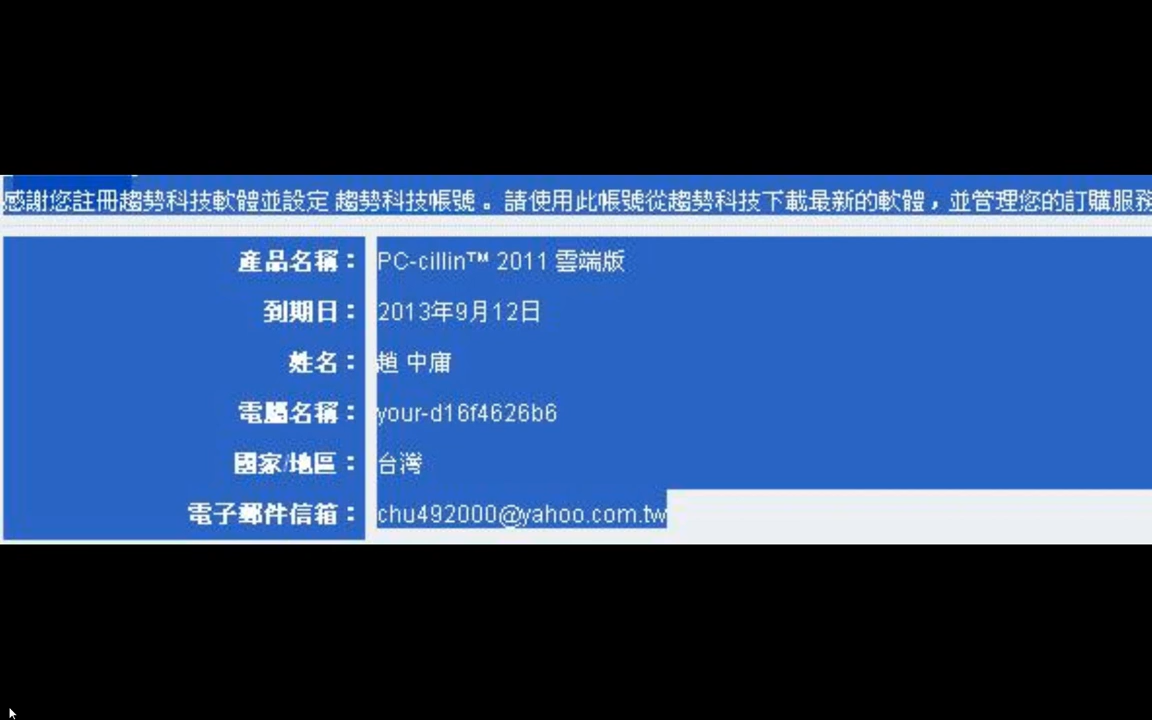 感謝您註冊趨勢科技軟體並設定 趨勢科技帳號。請使用此帳號從趨勢科技下載最新的軟體，並管理您的訂購服務
產品名稱： PC-cillin™ 2011 雲端版
到期日： 2013年9月12日
姓名： 趙 中庸
電腦名稱： your-d16f4626b6
國家/地區： 台灣
電子郵件信箱： chu492000@yahoo.com.tw